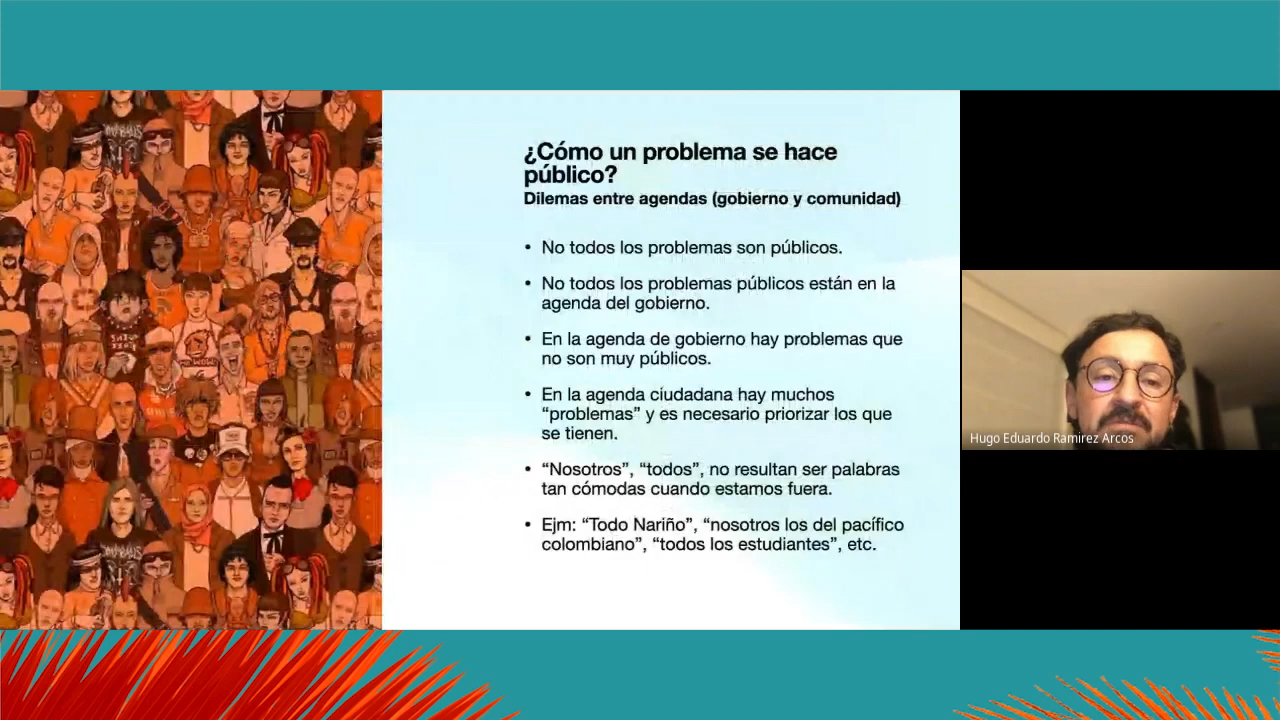 ¿Cómo un problema se hace
público?
Dilemas entre agendas (gobierno y comunidad)
• No todos los problemas son públicos.
• No todos los problemas públicos están en la
agenda del gobierno.
• En la agenda de gobierno hay problemas que
no son muy públicos.
• En la agenda ciudadana hay muchos
“problemas” y es necesario priorizar los que
se tienen.
• “Nosotros”, “todos”, no resultan ser palabras
tan cómodas cuando estamos fuera.
• Ejm: “Todo Nariño”, “nosotros los del pacífico
colombiano”, “todos los estudiantes”, etc.
Hugo Eduardo Ramirez Arcos